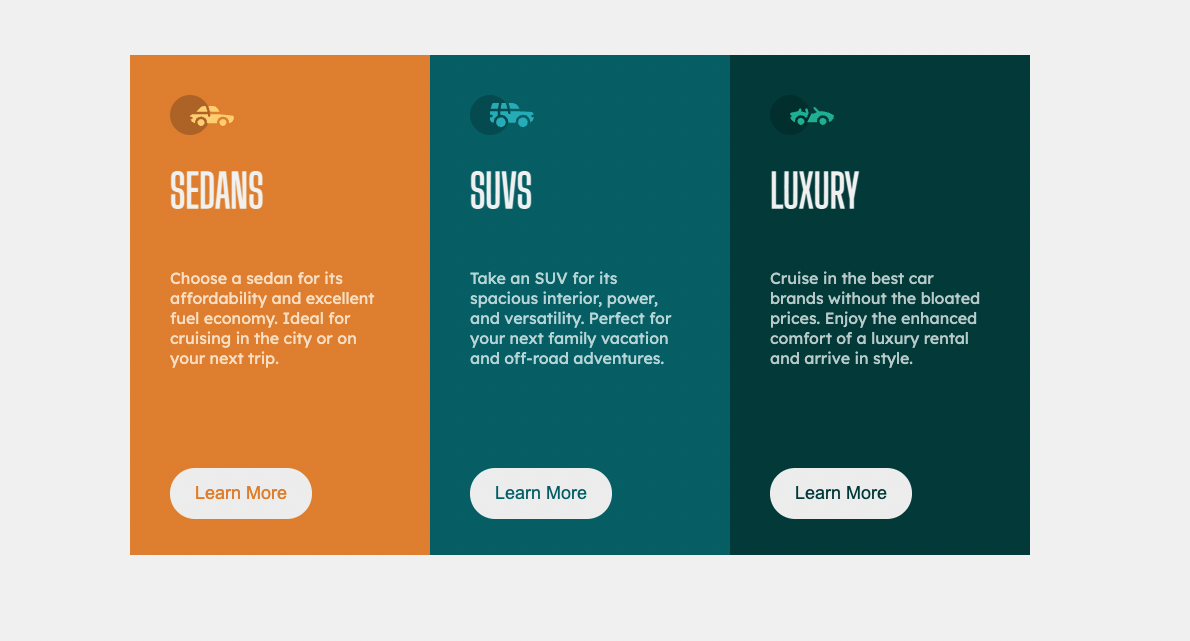 SEDANS
Choose a sedan for its
affordability and excellent
fuel economy. Ideal for
cruising in the city or on
your next trip.
Learn More
SUVS
Take an SUV for its
spacious interior, power,
and versatility. Perfect for
your next family vacation
and off-road adventures.
Learn More
LUXURY
Cruise in the best car
brands without the bloated
prices. Enjoy the enhanced
comfort of a luxury rental
and arrive in style.
Learn More